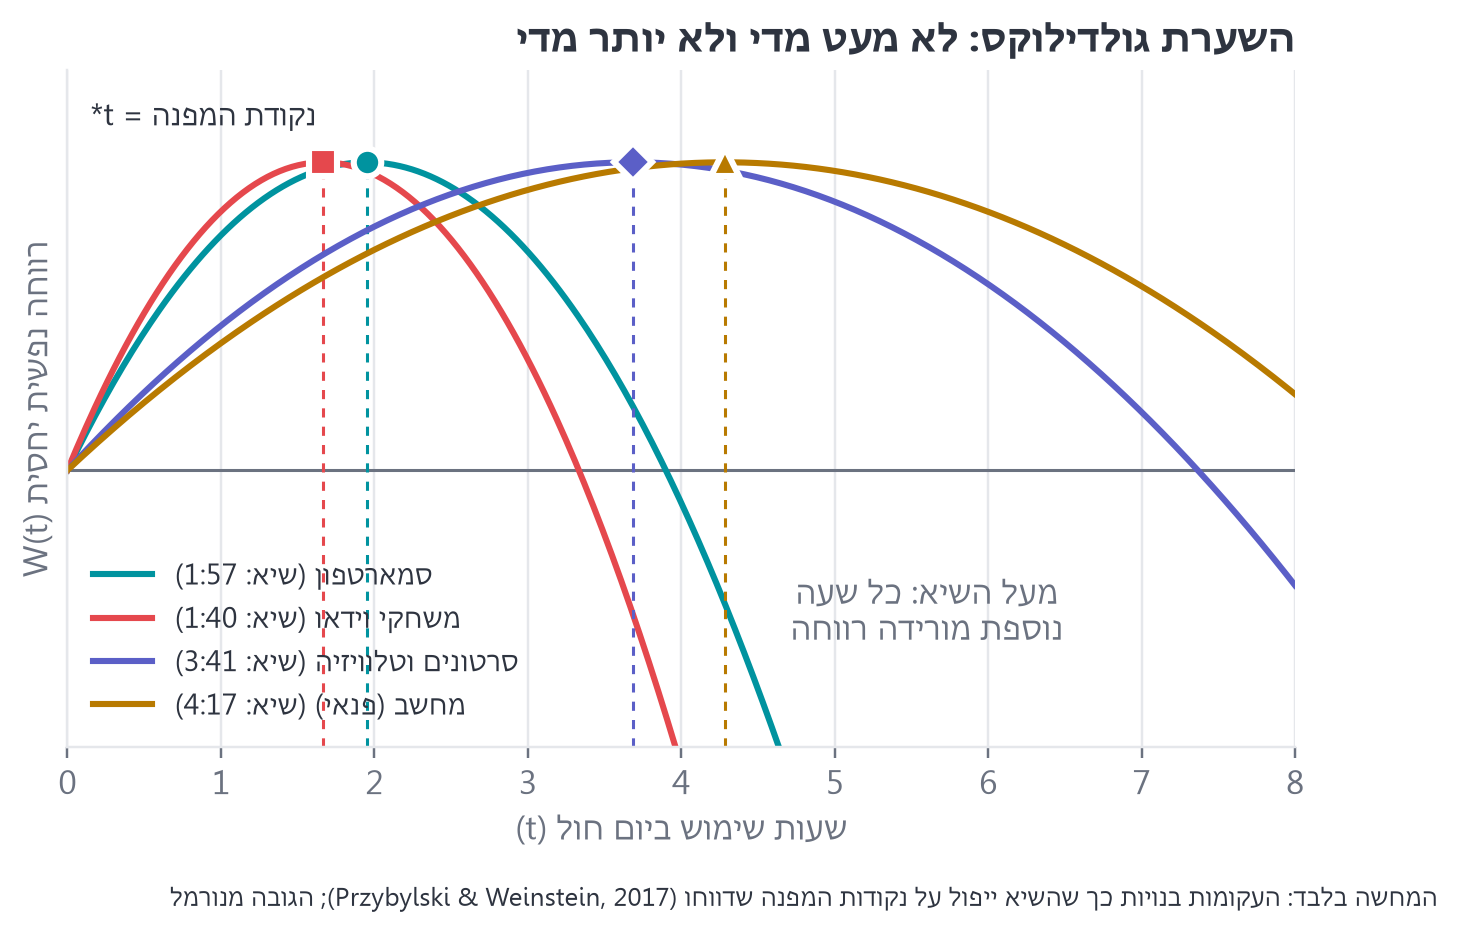 השערת גולדילוקס: לא מעט מדי ולא יותר מדי
נקודת המפנה = t*
רווחה נפשית יחסית W(t)
סמארטפון (שיא: 1:57)
משחקי וידאו (שיא: 1:40)
סרטונים וטלוויזיה (שיא: 3:41)
מחשב (פנאי) (שיא: 4:17)
מעל השיא: כל שעה
נוספת מורידה רווחה
0 1 2 3 4 5 6 7 8
שעות שימוש ביום חול (t)
המחשה בלבד: העקומות בנויות כך שהשיא ייפול על נקודות המפנה שדווחו (Przybylski & Weinstein, 2017); הגובה מנורמל